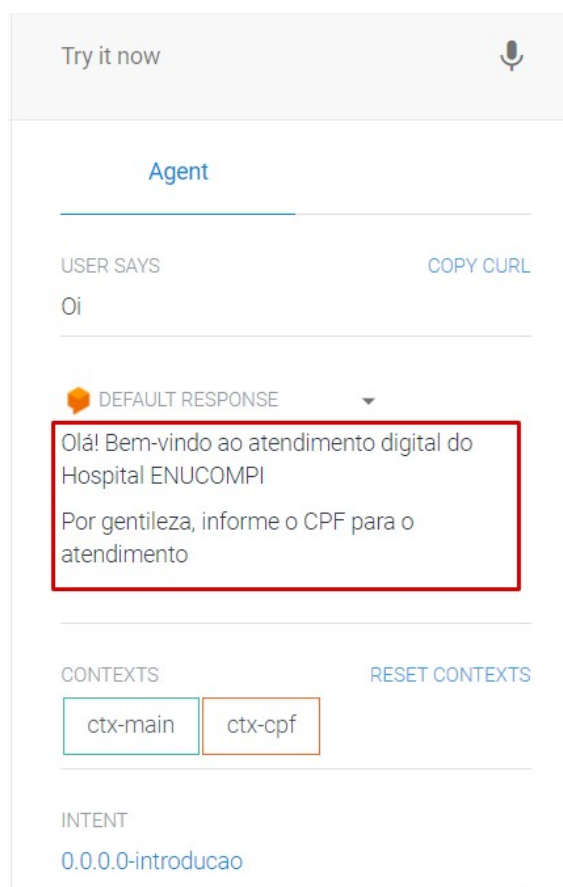 Try it now
Agent
USER SAYS COPY CURL
Oi
DEFAULT RESPONSE
Olá! Bem-vindo ao atendimento digital do
Hospital ENUCOMPI
Por gentileza, informe o CPF para o
atendimento
CONTEXTS RESET CONTEXTS
ctx-main ctx-cpf
INTENT
0.0.0.0-introducao